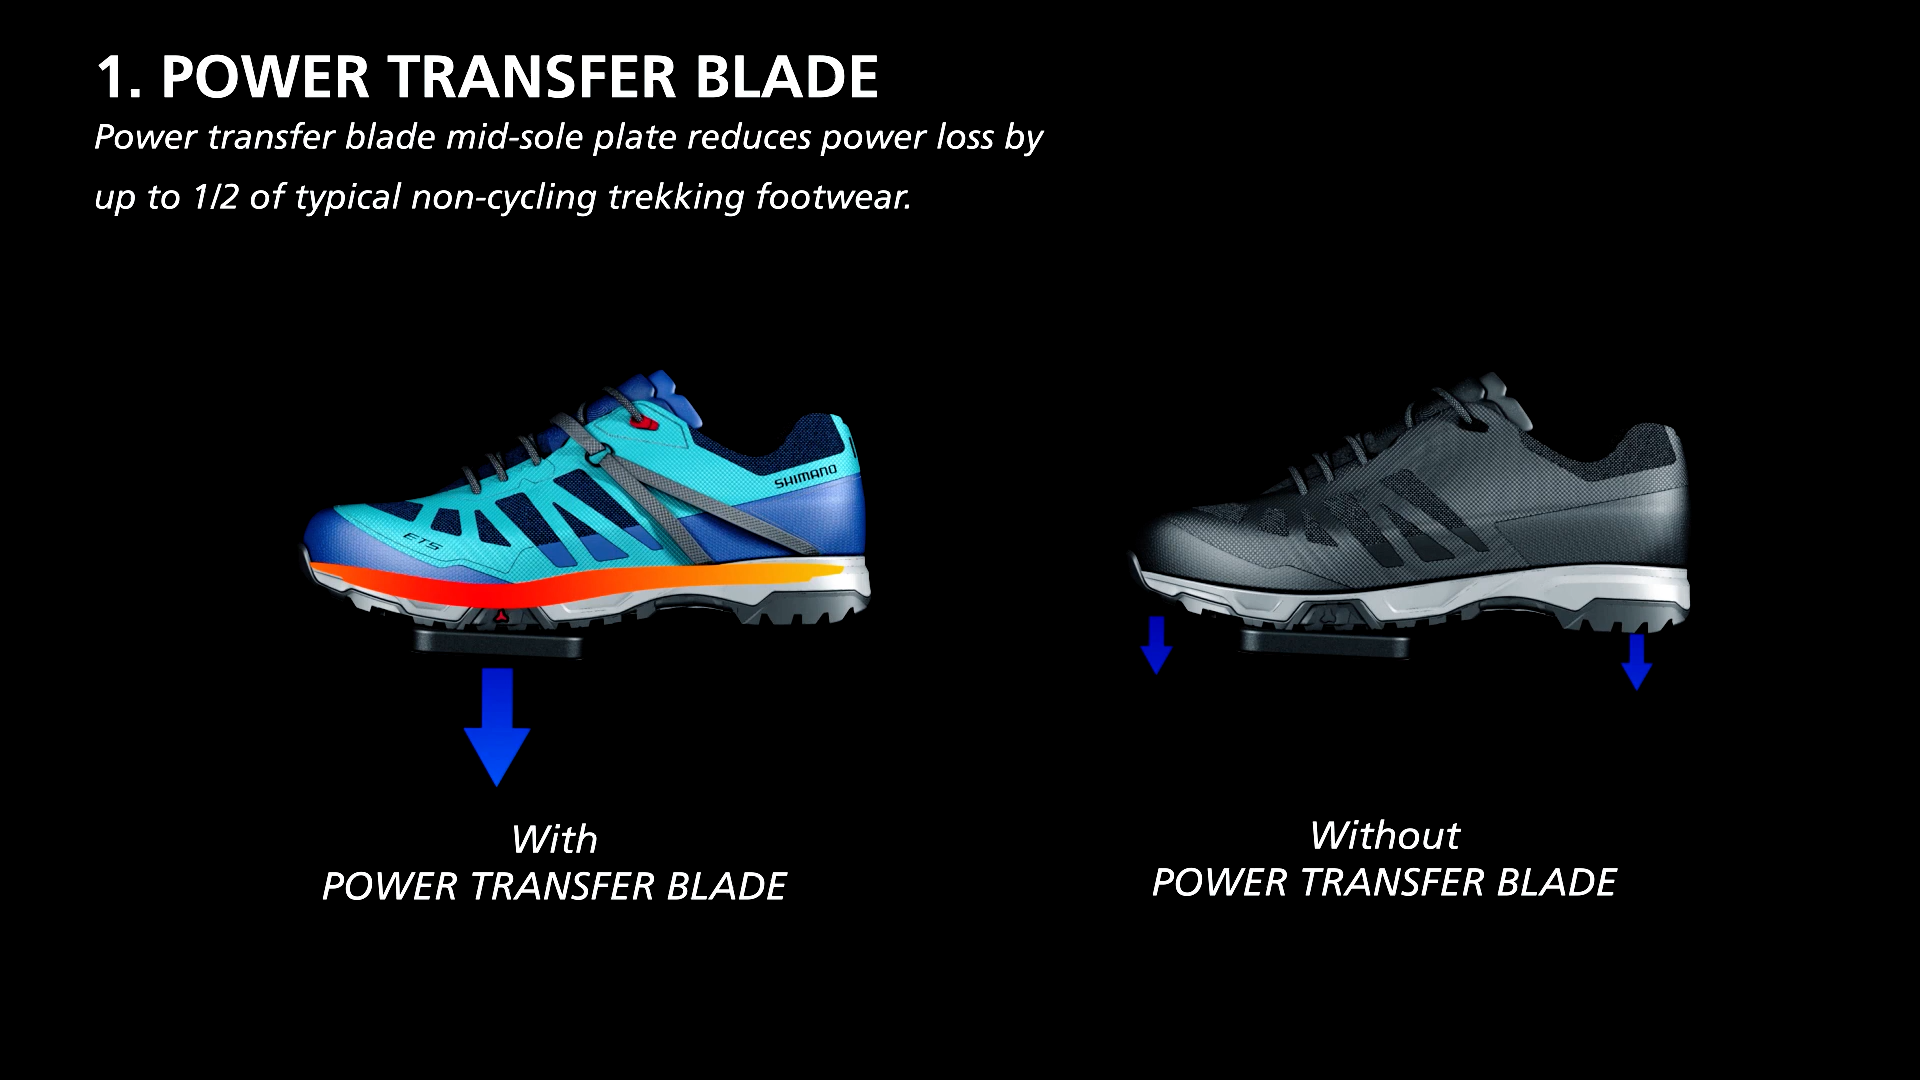 1. POWER TRANSFER BLADE
Power transfer blade mid-sole plate reduces power loss by
up to 1/2 of typical non-cycling trekking footwear.
SHIMANO
ETS
With
POWER TRANSFER BLADE
Without
POWER TRANSFER BLADE